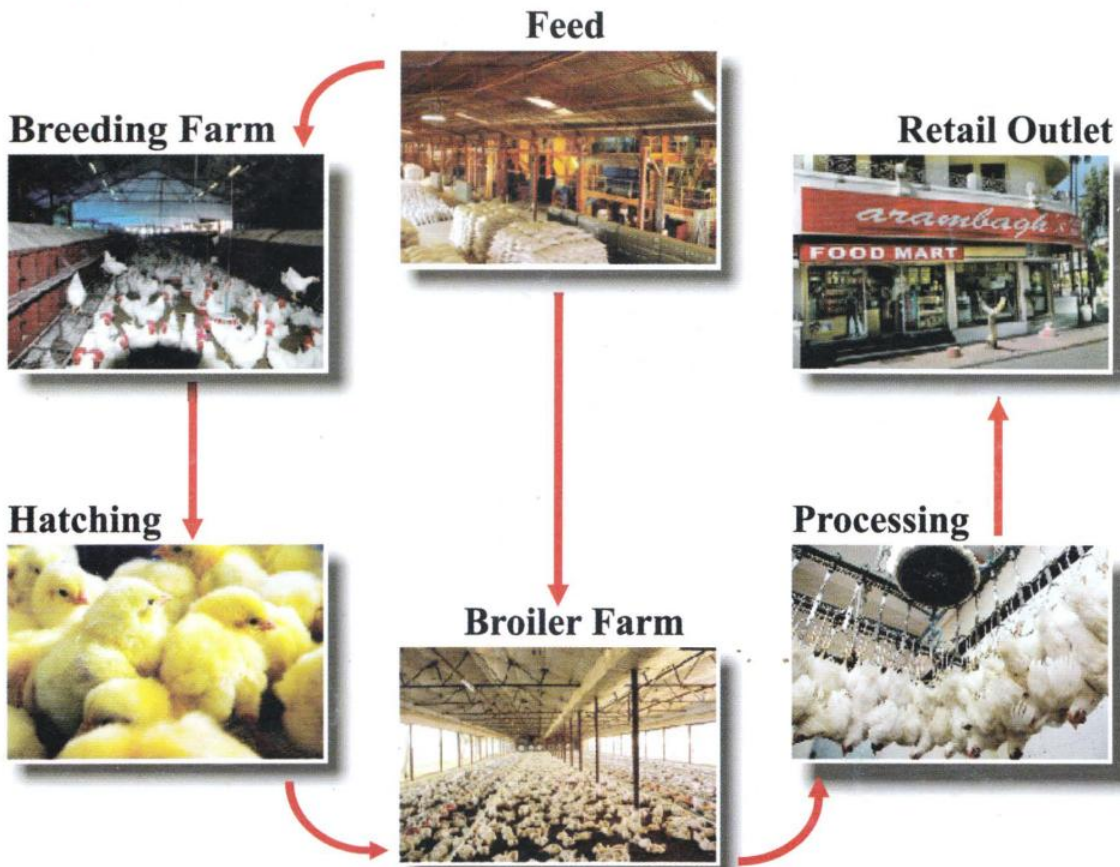 Feed
Breeding Farm
Retail Outlet
arambagh's
FOOD MART
Hatching
Processing
Broiler Farm